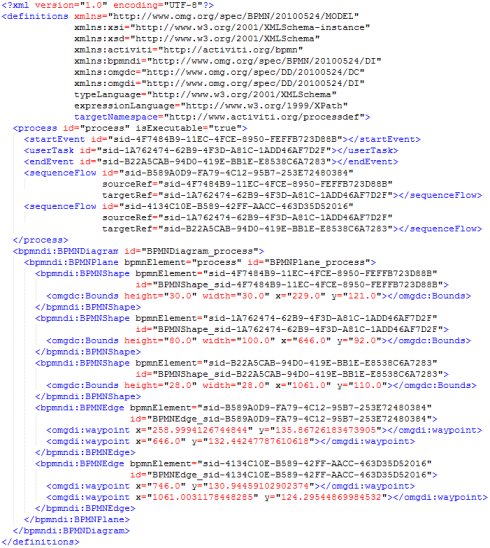 <?xml version="1.0" encoding="UTF-8"?>
<definitions xmlns="http://www.omg.org/spec/BPMN/20100524/MODEL"
xmlns:xsi="http://www.w3.org/2001/XMLSchema-instance"
xmlns:xsd="http://www.w3.org/2001/XMLSchema"
xmlns:activiti="http://activiti.org/bpmn"
xmlns:bpmndi="http://www.omg.org/spec/BPMN/20100524/DI"
xmlns:omgdc="http://www.omg.org/spec/DD/20100524/DC"
xmlns:omgdi="http://www.omg.org/spec/DD/20100524/DI"
typeLanguage="http://www.w3.org/2001/XMLSchema"
expressionLanguage="http://www.w3.org/1999/XPath"
targetNamespace="http://www.activiti.org/processdef">
<process id="process" isExecutable="true">
<startEvent id="sid-4F7484B9-11EC-4FCE-8950-FEFFB723D88B"></startEvent>
<userTask id="sid-1A762474-62B9-4F3D-A81C-1ADD46AF7D2F"></userTask>
<endEvent id="sid-B22A5CAB-94D0-419E-BB1E-E8538C6A7283"></endEvent>
<sequenceFlow id="sid-B589A0D9-FA79-4C12-95B7-253E72480384"
sourceRef="sid-4F7484B9-11EC-4FCE-8950-FEFFB723D88B"
targetRef="sid-1A762474-62B9-4F3D-A81C-1ADD46AF7D2F"></sequenceFlow>
<sequenceFlow id="sid-4134C10E-B589-42FF-AACC-463D35D52016"
sourceRef="sid-1A762474-62B9-4F3D-A81C-1ADD46AF7D2F"
targetRef="sid-B22A5CAB-94D0-419E-BB1E-E8538C6A7283"></sequenceFlow>
</process>
<bpmndi:BPMNDiagram id="BPMNDiagram_process">
<bpmndi:BPMNPlane bpmnElement="process" id="BPMNPlane_process">
<bpmndi:BPMNShape bpmnElement="sid-4F7484B9-11EC-4FCE-8950-FEFFB723D88B"
id="BPMNShape_sid-4F7484B9-11EC-4FCE-8950-FEFFB723D88B">
<omgdc:Bounds height="30.0" width="30.0" x="229.0" y="121.0"></omgdc:Bounds>
</bpmndi:BPMNShape>
<bpmndi:BPMNShape bpmnElement="sid-1A762474-62B9-4F3D-A81C-1ADD46AF7D2F"
id="BPMNShape_sid-1A762474-62B9-4F3D-A81C-1ADD46AF7D2F">
<omgdc:Bounds height="80.0" width="100.0" x="646.0" y="92.0"></omgdc:Bounds>
</bpmndi:BPMNShape>
<bpmndi:BPMNShape bpmnElement="sid-B22A5CAB-94D0-419E-BB1E-E8538C6A7283"
id="BPMNShape_sid-B22A5CAB-94D0-419E-BB1E-E8538C6A7283">
<omgdc:Bounds height="28.0" width="28.0" x="1061.0" y="110.0"></omgdc:Bounds>
</bpmndi:BPMNShape>
<bpmndi:BPMNEdge bpmnElement="sid-B589A0D9-FA79-4C12-95B7-253E72480384"
id="BPMNEdge_sid-B589A0D9-FA79-4C12-95B7-253E72480384">
<omgdi:waypoint x="258.9994126744844" y="135.86726183473905"></omgdi:waypoint>
<omgdi:waypoint x="646.0" y="132.44247787610618"></omgdi:waypoint>
</bpmndi:BPMNEdge>
<bpmndi:BPMNEdge bpmnElement="sid-4134C10E-B589-42FF-AACC-463D35D52016"
id="BPMNEdge_sid-4134C10E-B589-42FF-AACC-463D35D52016">
<omgdi:waypoint x="746.0" y="130.94459102902374"></omgdi:waypoint>
<omgdi:waypoint x="1061.0031178448285" y="124.29544869984532"></omgdi:waypoint>
</bpmndi:BPMNEdge>
</bpmndi:BPMNPlane>
</bpmndi:BPMNDiagram>
</definitions>